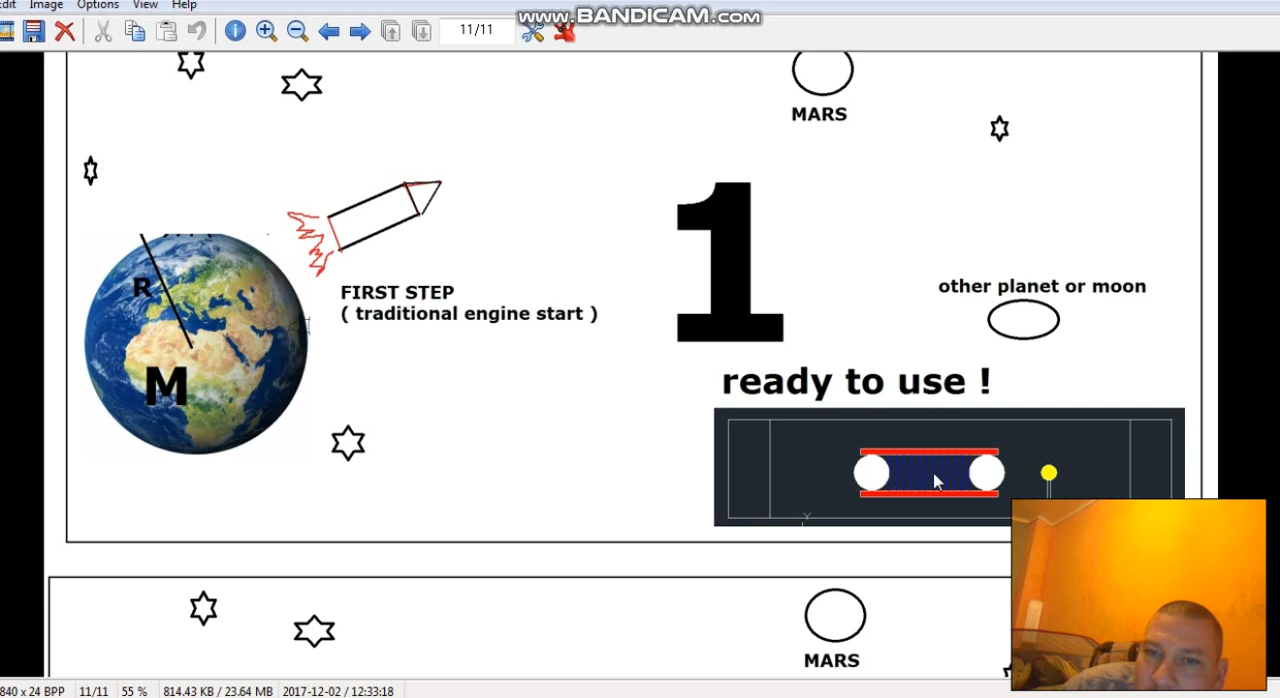 Edit Image Options View Help
www.BANDICAM.com
11/11
MARS
R
FIRST STEP
( traditional engine start )
M
1
other planet or moon
ready to use !
Y
MARS
840 x 24 BPP 11/11 55 % 814.43 KB / 23.64 MB 2017-12-02 / 12:33:18